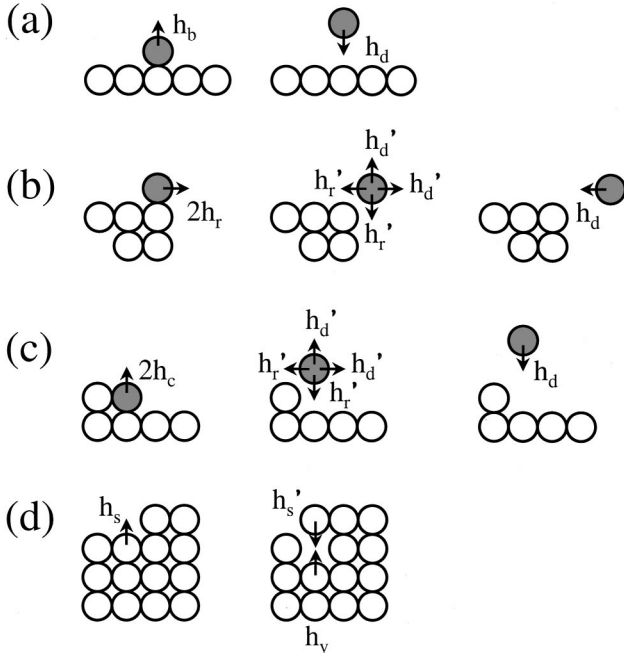 (a) h_b h_d
(b) h_d' h_r' h_d' 2h_r h_r' h_d
(c) h_d' 2h_c h_r' h_d' h_r' h_d
(d) h_s h_s'
h_v